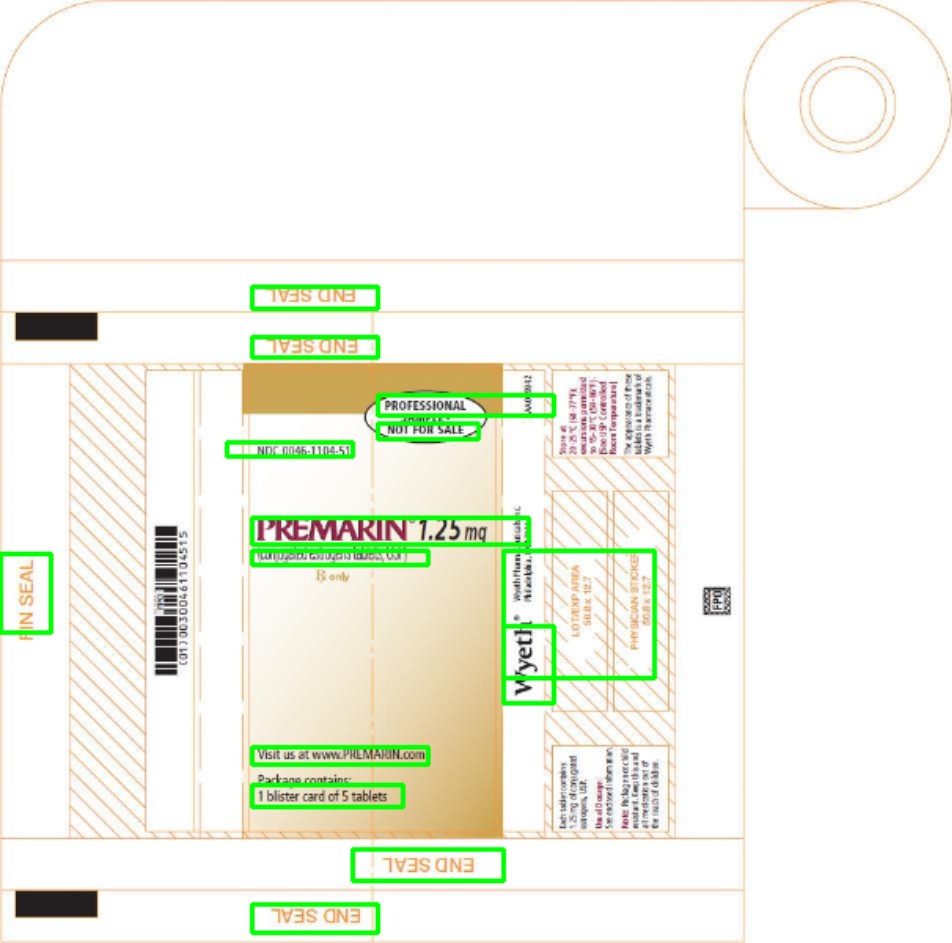 END SEAL
END SEAL
PROFESSIONAL
SAMPLE -
NOT FOR SALE
NDC 0046-1104-51
PREMARIN® 1.25 mg
(conjugated estrogens tablets, USP)
℞ only
Visit us at www.PREMARIN.com
Package contains:
1 blister card of 5 tablets
FIN SEAL
(01)00300461104515
Wyeth®
Wyeth Pharmaceuticals Inc.
Philadelphia,
Store at
20-25°C (68-77°F);
excursions permitted
to 15-30°C (59-86°F).
[See USP Controlled
Room Temperature]
The appearance of these
tablets is a trademark of
Wyeth Pharmaceuticals.
LOT/EXP AREA
50.8 x 12.7
PHYSICIAN STICKER
50.8 x 12.7
FPO
Each tablet contains
1.25 mg of conjugated
estrogens, USP.
Usual Dosage:
See enclosed information.
Note: Package not child
resistant. Keep this and
all medication out of
the reach of children.
END SEAL
END SEAL